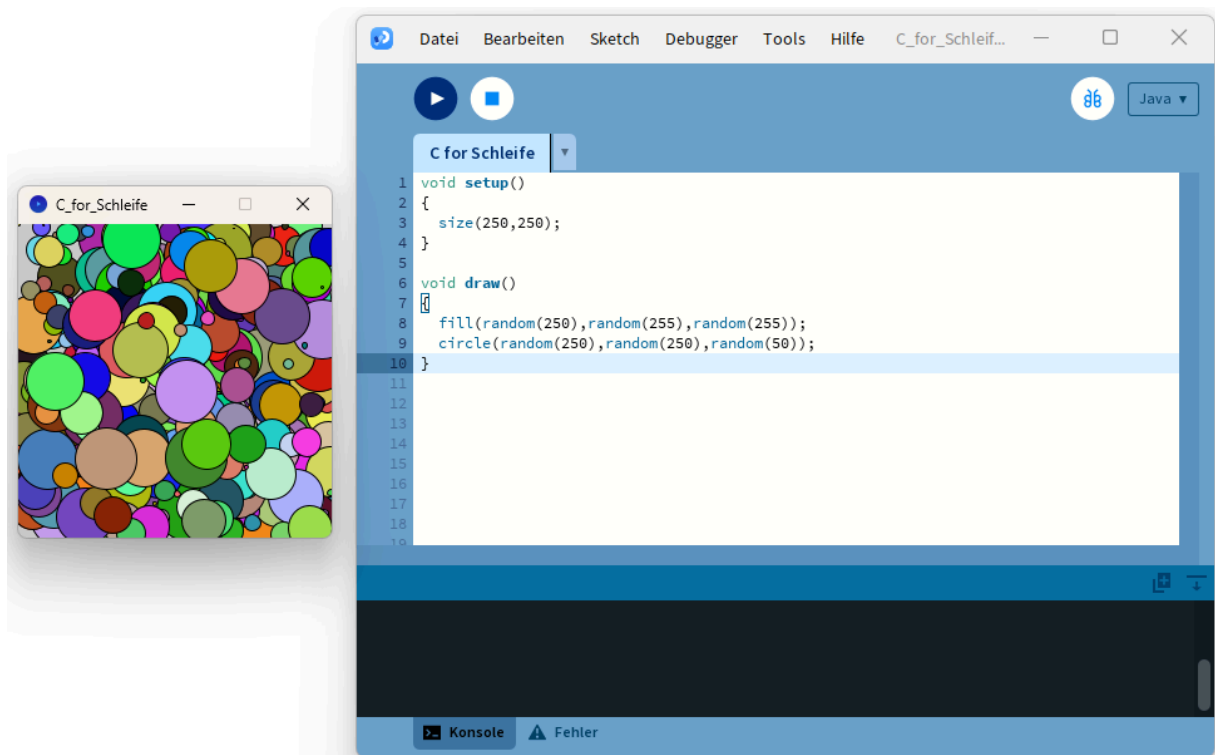 Datei Bearbeiten Sketch Debugger Tools Hilfe C_for_Schleif...
Java ▾
C for Schleife ▾
C_for_Schleife
1 void setup()
2 {
3   size(250,250);
4 }
5
6 void draw()
7 {
8   fill(random(250),random(255),random(255));
9   circle(random(250),random(250),random(50));
10 }
11
12
13
14
15
16
17
18
19
Konsole Fehler